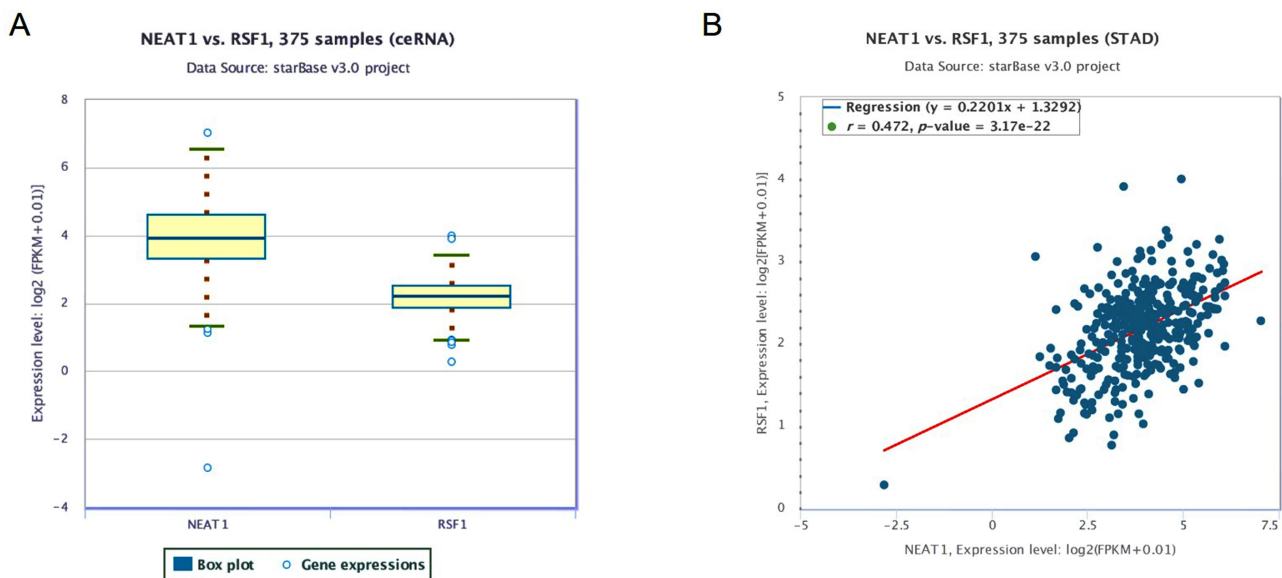 A
NEAT1 vs. RSF1, 375 samples (ceRNA)
Data Source: starBase v3.0 project
Expression level: log2 (FPKM+0.01)]
8
6
4
2
0
−2
−4
NEAT1
RSF1
Box plot
Gene expressions
B
NEAT1 vs. RSF1, 375 samples (STAD)
Data Source: starBase v3.0 project
Regression (y = 0.2201x + 1.3292)
r = 0.472, p-value = 3.17e-22
RSF1, Expression level: log2[FPKM+0.01)]
5
4
3
2
1
0
−5
−2.5
0
2.5
5
7.5
NEAT1, Expression level: log2(FPKM+0.01)